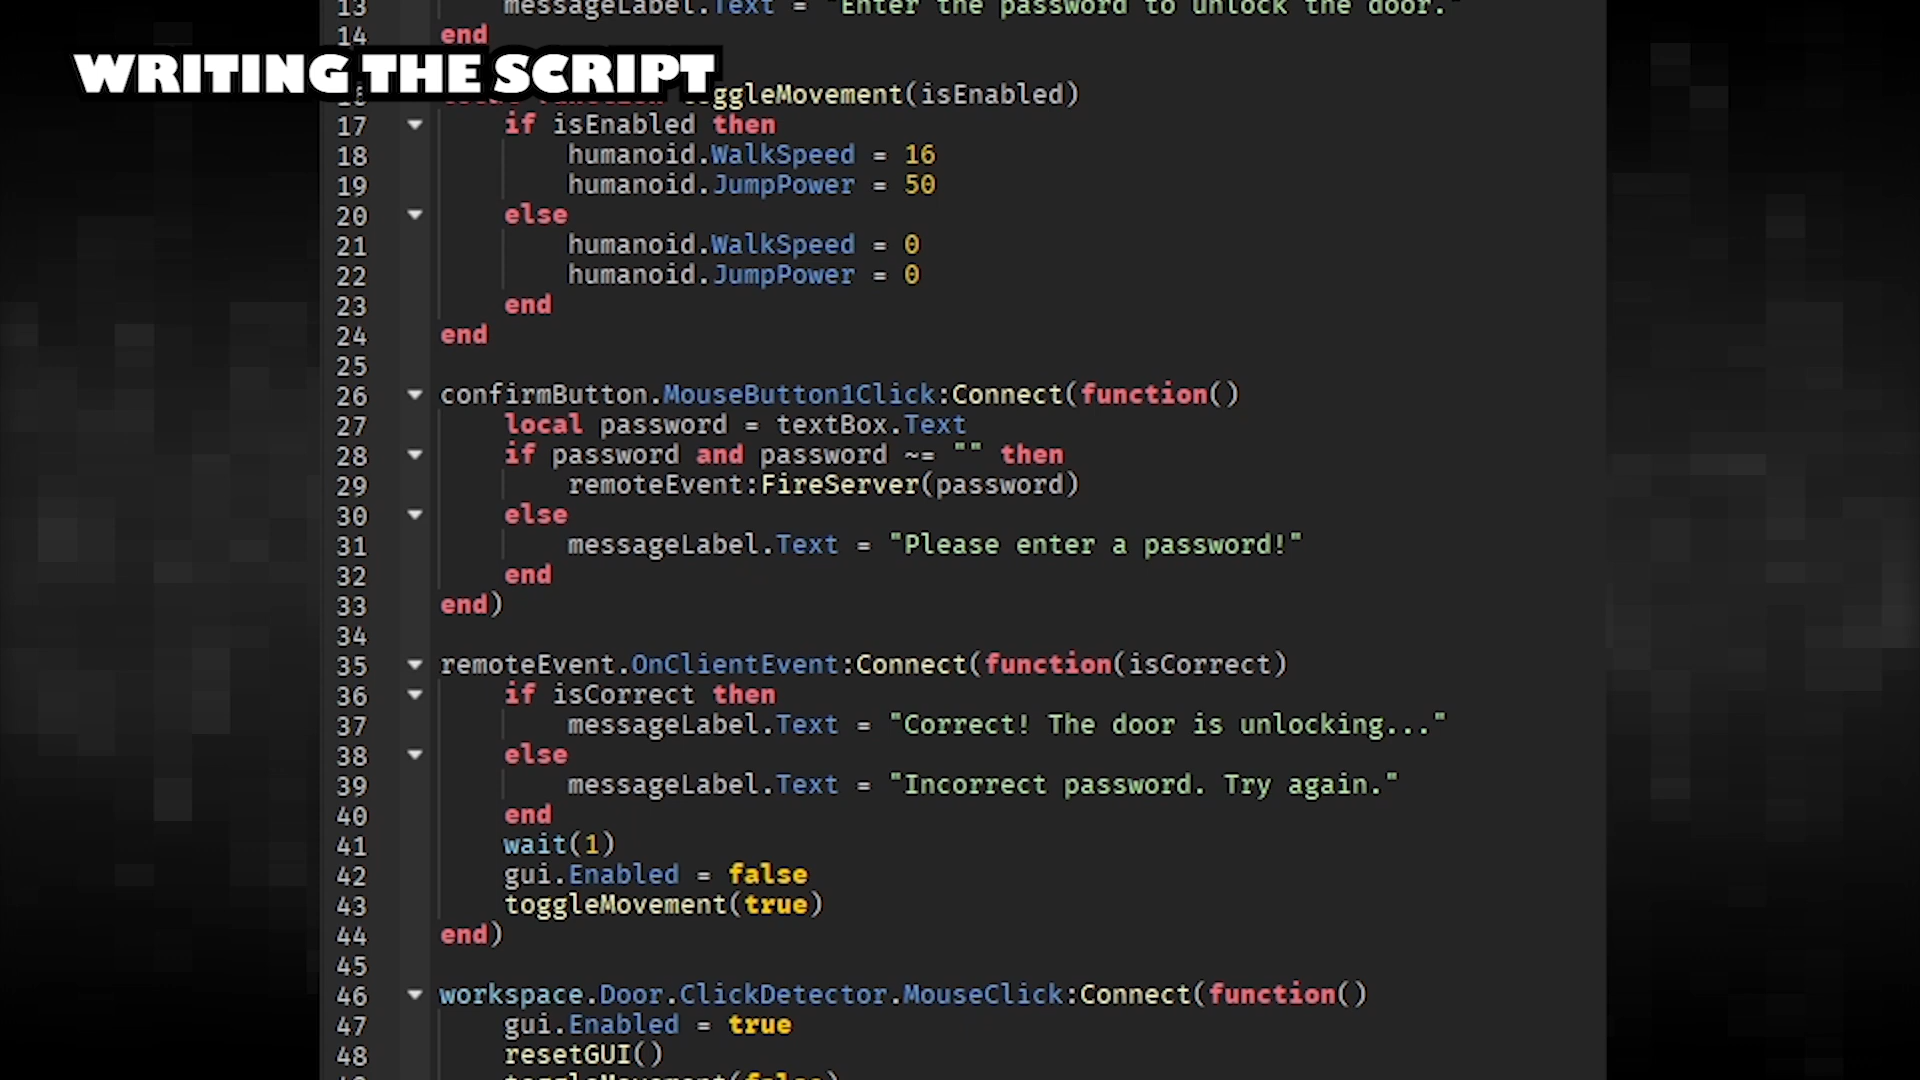 13 messageLabel.Text = "Enter the password to unlock the door."
14 end
WRITING THE SCRIPT
toggleMovement(isEnabled)
17 if isEnabled then
18 humanoid.WalkSpeed = 16
19 humanoid.JumpPower = 50
20 else
21 humanoid.WalkSpeed = 0
22 humanoid.JumpPower = 0
23 end
24 end
25
26 confirmButton.MouseButton1Click:Connect(function()
27 local password = textBox.Text
28 if password and password ~= "" then
29 remoteEvent:FireServer(password)
30 else
31 messageLabel.Text = "Please enter a password!"
32 end
33 end)
34
35 remoteEvent.OnClientEvent:Connect(function(isCorrect)
36 if isCorrect then
37 messageLabel.Text = "Correct! The door is unlocking..."
38 else
39 messageLabel.Text = "Incorrect password. Try again."
40 end
41 wait(1)
42 gui.Enabled = false
43 toggleMovement(true)
44 end)
45
46 workspace.Door.ClickDetector.MouseClick:Connect(function()
47 gui.Enabled = true
48 resetGUI()
toggleMovement(false)